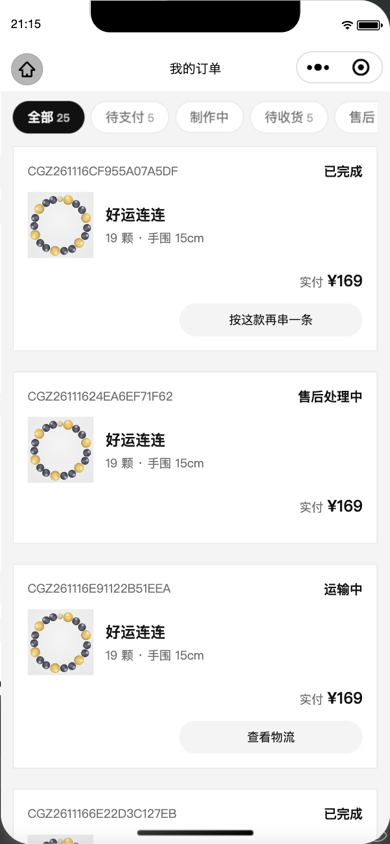 21:15
我的订单
全部 25
待支付 5
制作中
待收货 5
售后
CGZ261116CF955A07A5DF
已完成
好运连连
19 颗 · 手围 15cm
实付 ¥169
按这款再串一条
CGZ26111624EA6EF71F62
售后处理中
好运连连
19 颗 · 手围 15cm
实付 ¥169
CGZ261116E91122B51EEA
运输中
好运连连
19 颗 · 手围 15cm
实付 ¥169
查看物流
CGZ2611166E22D3C127EB
已完成